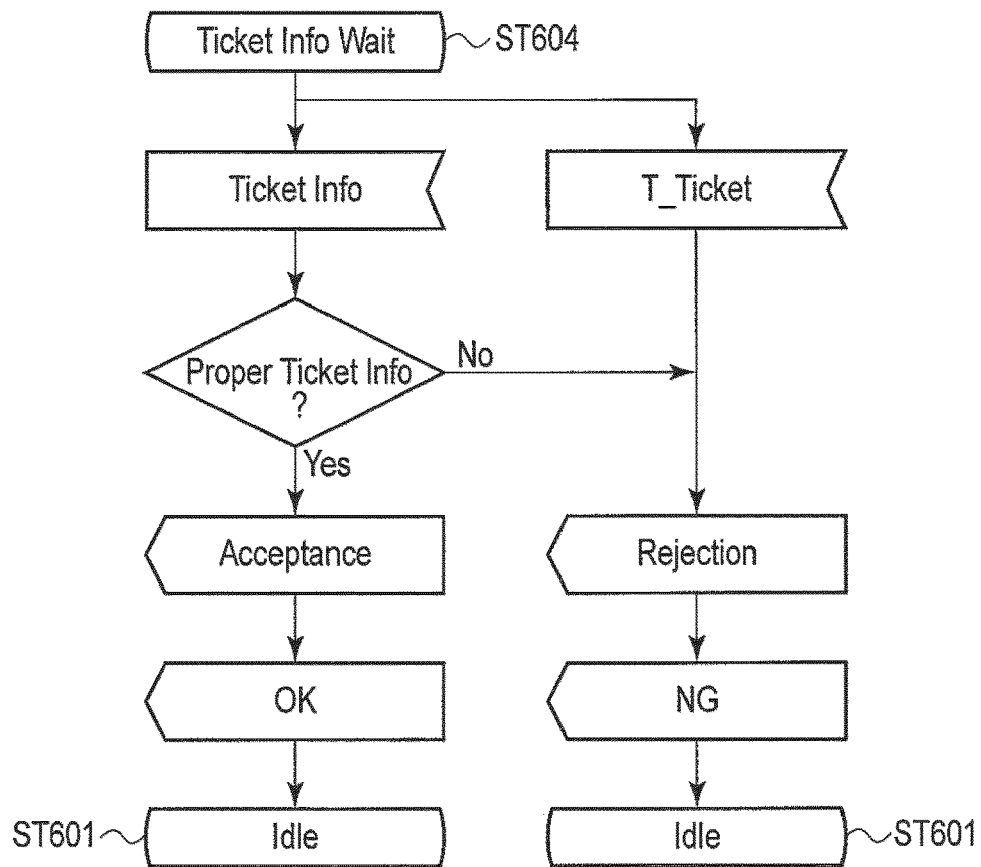 Ticket Info Wait
ST604
Ticket Info
T_Ticket
Proper Ticket Info
?
No
Yes
Acceptance
Rejection
OK
NG
ST601
Idle
Idle
ST601